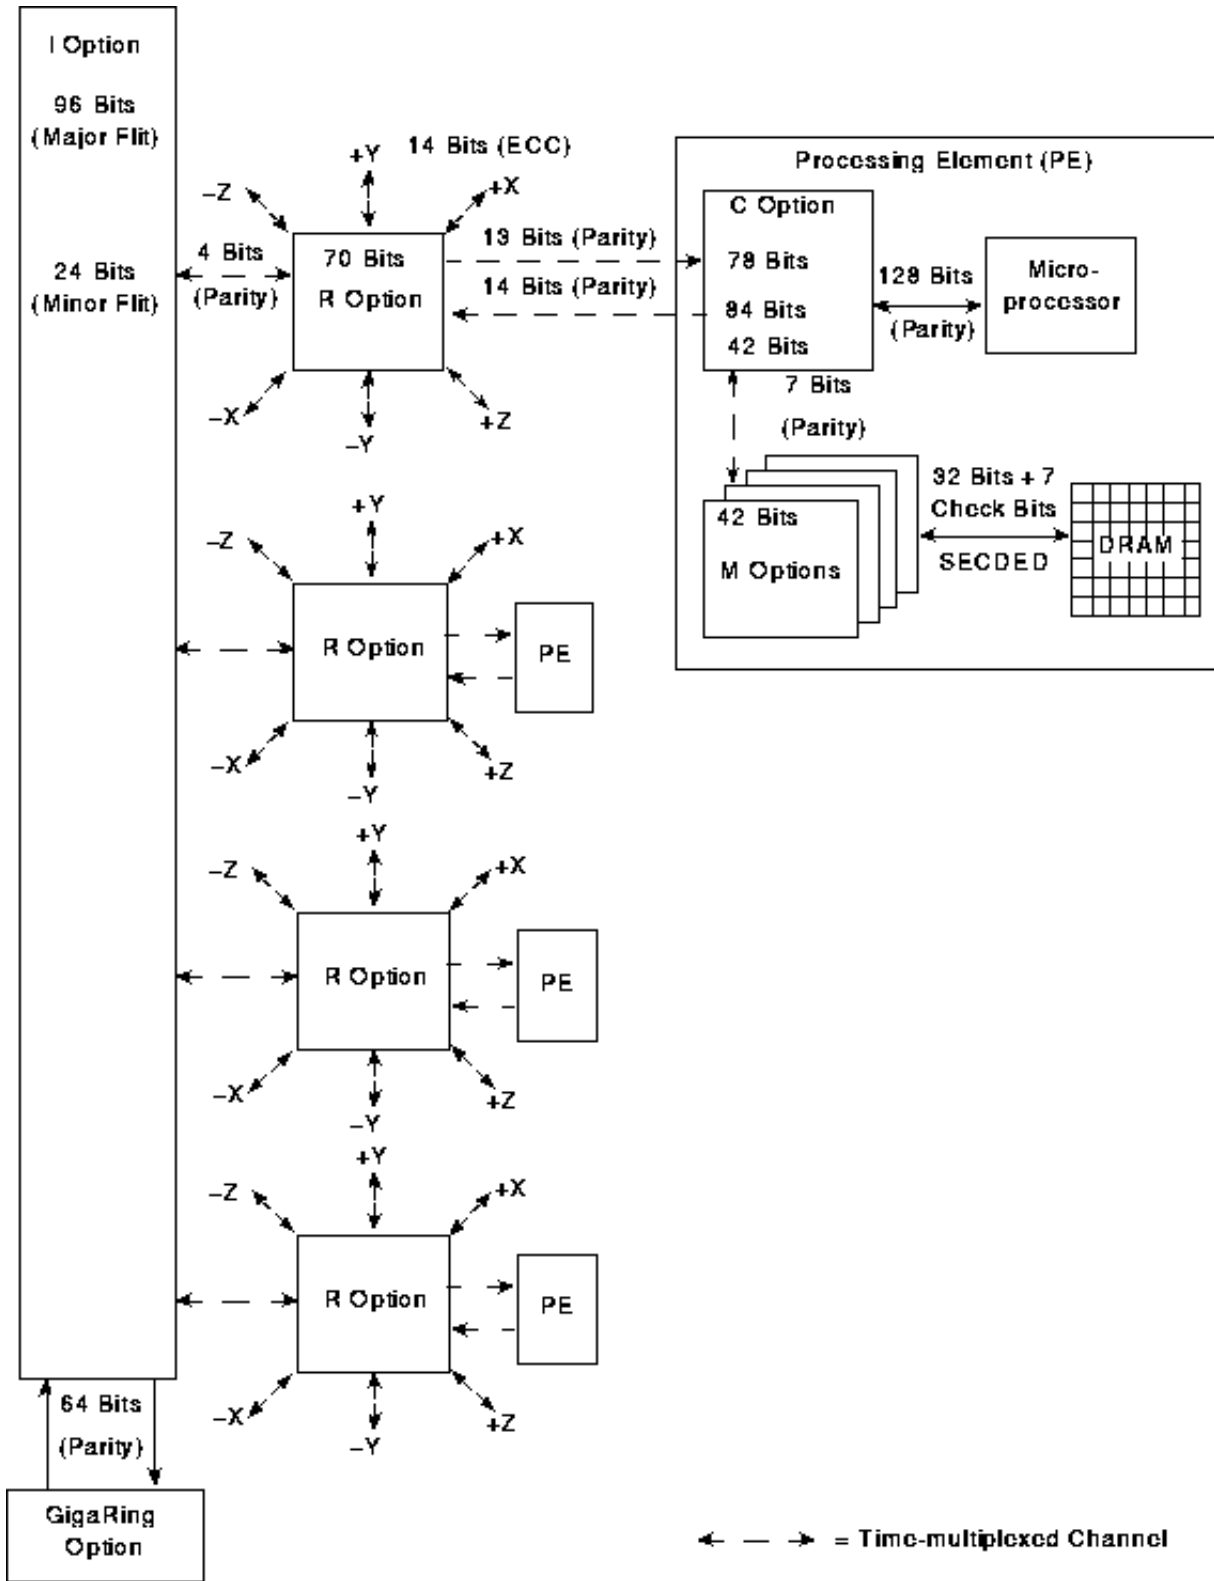 I Option
96 Bits
(Major Flit)
24 Bits
(Minor Flit)
4 Bits
(Parity)
+Y
14 Bits (ECC)
-Z
+X
70 Bits
R Option
-X
-Y
+Z
13 Bits (Parity)
14 Bits (Parity)
Processing Element (PE)
C Option
78 Bits
84 Bits
42 Bits
128 Bits
(Parity)
Micro-
processor
7 Bits
(Parity)
42 Bits
M Options
32 Bits + 7
Check Bits
SECDED
DRAM
+Y
-Z
+X
R Option
PE
-X
-Y
+Z
+Y
-Z
+X
R Option
PE
-X
-Y
+Z
+Y
-Z
+X
R Option
PE
-X
-Y
+Z
64 Bits
(Parity)
GigaRing
Option
= Time-multiplexed Channel